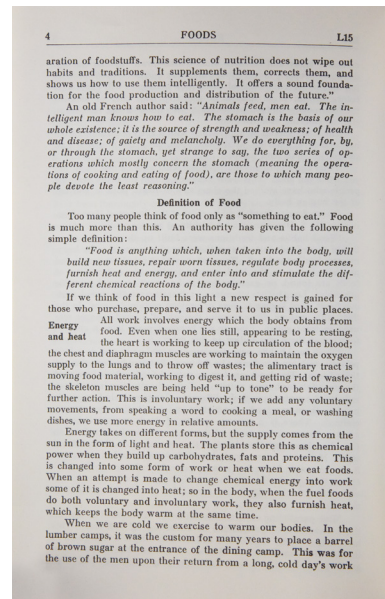 4 FOODS L15
aration of foodstuffs. This science of nutrition does not wipe out
habits and traditions. It supplements them, corrects them, and
shows us how to use them intelligently. It offers a sound founda-
tion for the food production and distribution of the future."
An old French author said: "Animals feed, men eat. The in-
telligent man knows how to eat. The stomach is the basis of our
whole existence; it is the source of strength and weakness; of health
and disease; of gaiety and melancholy. We do everything for, by,
or through the stomach, yet strange to say, the two series of op-
erations which mostly concern the stomach (meaning the opera-
tions of cooking and eating of food), are those to which many peo-
ple devote the least reasoning."
Definition of Food
Too many people think of food only as "something to eat." Food
is much more than this. An authority has given the following
simple definition:
"Food is anything which, when taken into the body, will
build new tissues, repair worn tissues, regulate body processes,
furnish heat and energy, and enter into and stimulate the dif-
ferent chemical reactions of the body."
If we think of food in this light a new respect is gained for
those who purchase, prepare, and serve it to us in public places.
Energy
and heat
All work involves energy which the body obtains from
food. Even when one lies still, appearing to be resting,
the heart is working to keep up circulation of the blood;
the chest and diaphragm muscles are working to maintain the oxygen
supply to the lungs and to throw off wastes; the alimentary tract is
moving food material, working to digest it, and getting rid of waste;
the skeleton muscles are being held "up to tone" to be ready for
further action. This is involuntary work; if we add any voluntary
movements, from speaking a word to cooking a meal, or washing
dishes, we use more energy in relative amounts.
Energy takes on different forms, but the supply comes from the
sun in the form of light and heat. The plants store this as chemical
power when they build up carbohydrates, fats and proteins. This
is changed into some form of work or heat when we eat foods.
When an attempt is made to change chemical energy into work
some of it is changed into heat; so in the body, when the fuel foods
do both voluntary and involuntary work, they also furnish heat,
which keeps the body warm at the same time.
When we are cold we exercise to warm our bodies. In the
lumber camps, it was the custom for many years to place a barrel
of brown sugar at the entrance of the dining camp. This was for
the use of the men upon their return from a long, cold day's work